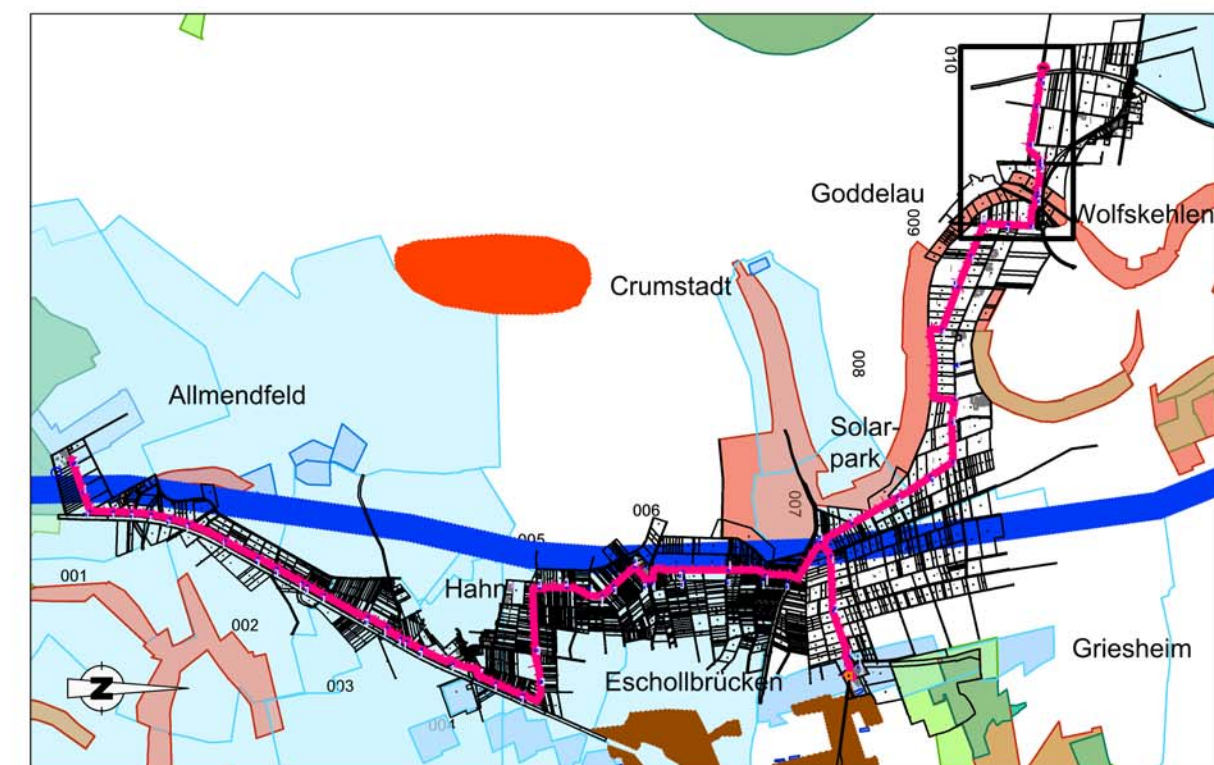 010
Goddelau
009
Wolfskehlen
Crumstadt
008
Allmendfeld
Solar-
park
007
006
005
001
Hahn
002
003
Eschollbrücken
Griesheim
N
004